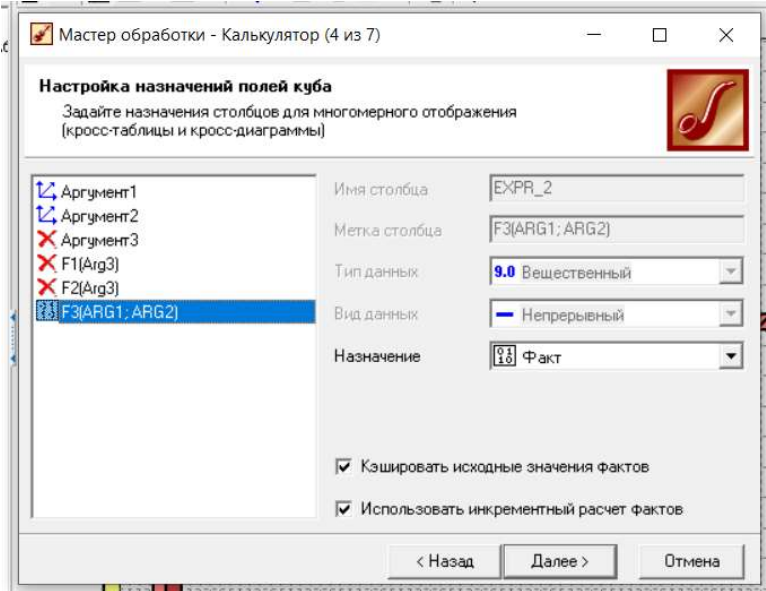 Мастер обработки - Калькулятор (4 из 7)
Настройка назначений полей куба
Задайте назначения столбцов для многомерного отображения
(кросс-таблицы и кросс-диаграммы)
Аргумент1
Аргумент2
Аргумент3
F1(Arg3)
F2(Arg3)
F3(ARG1; ARG2)
Имя столбца
EXPR_2
Метка столбца
F3(ARG1; ARG2)
Тип данных
9.0 Вещественный
Вид данных
Непрерывный
Назначение
Факт
Кэшировать исходные значения фактов
Использовать инкрементный расчет фактов
< Назад
Далее >
Отмена